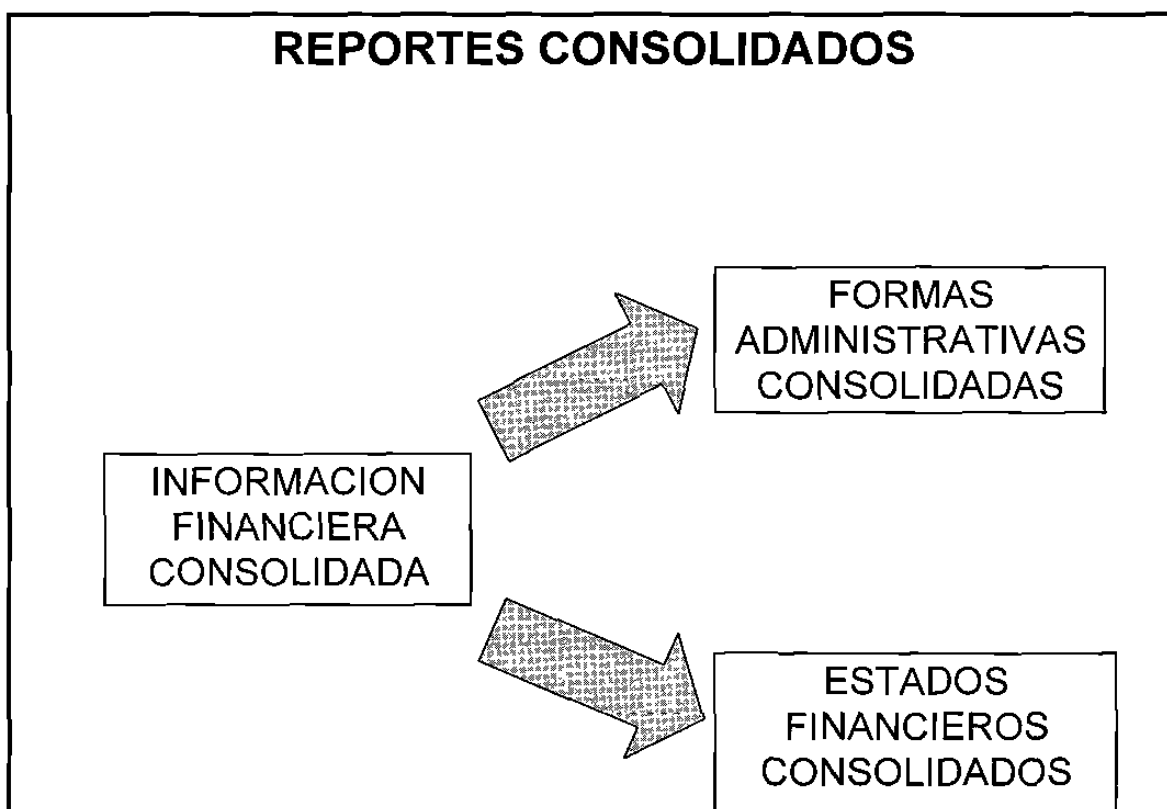 REPORTES CONSOLIDADOS
FORMAS
ADMINISTRATIVAS
CONSOLIDADAS
INFORMACION
FINANCIERA
CONSOLIDADA
ESTADOS
FINANCIEROS
CONSOLIDADOS